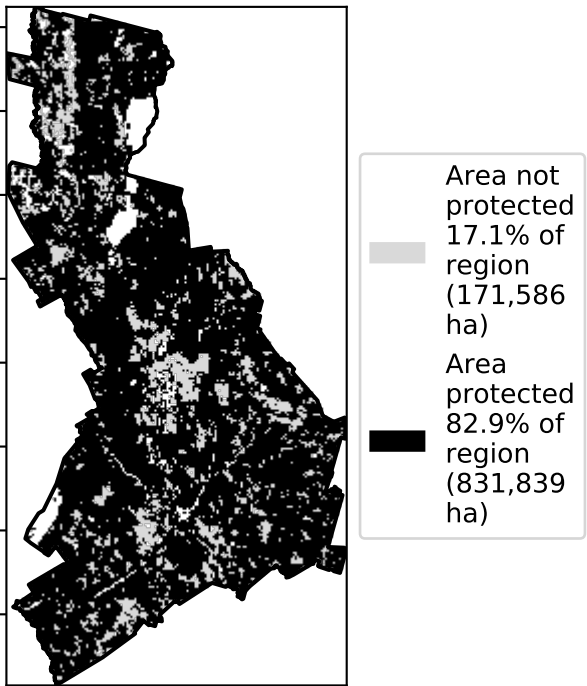 Area not
protected
17.1% of
region
(171,586
ha)
Area
protected
82.9% of
region
(831,839
ha)